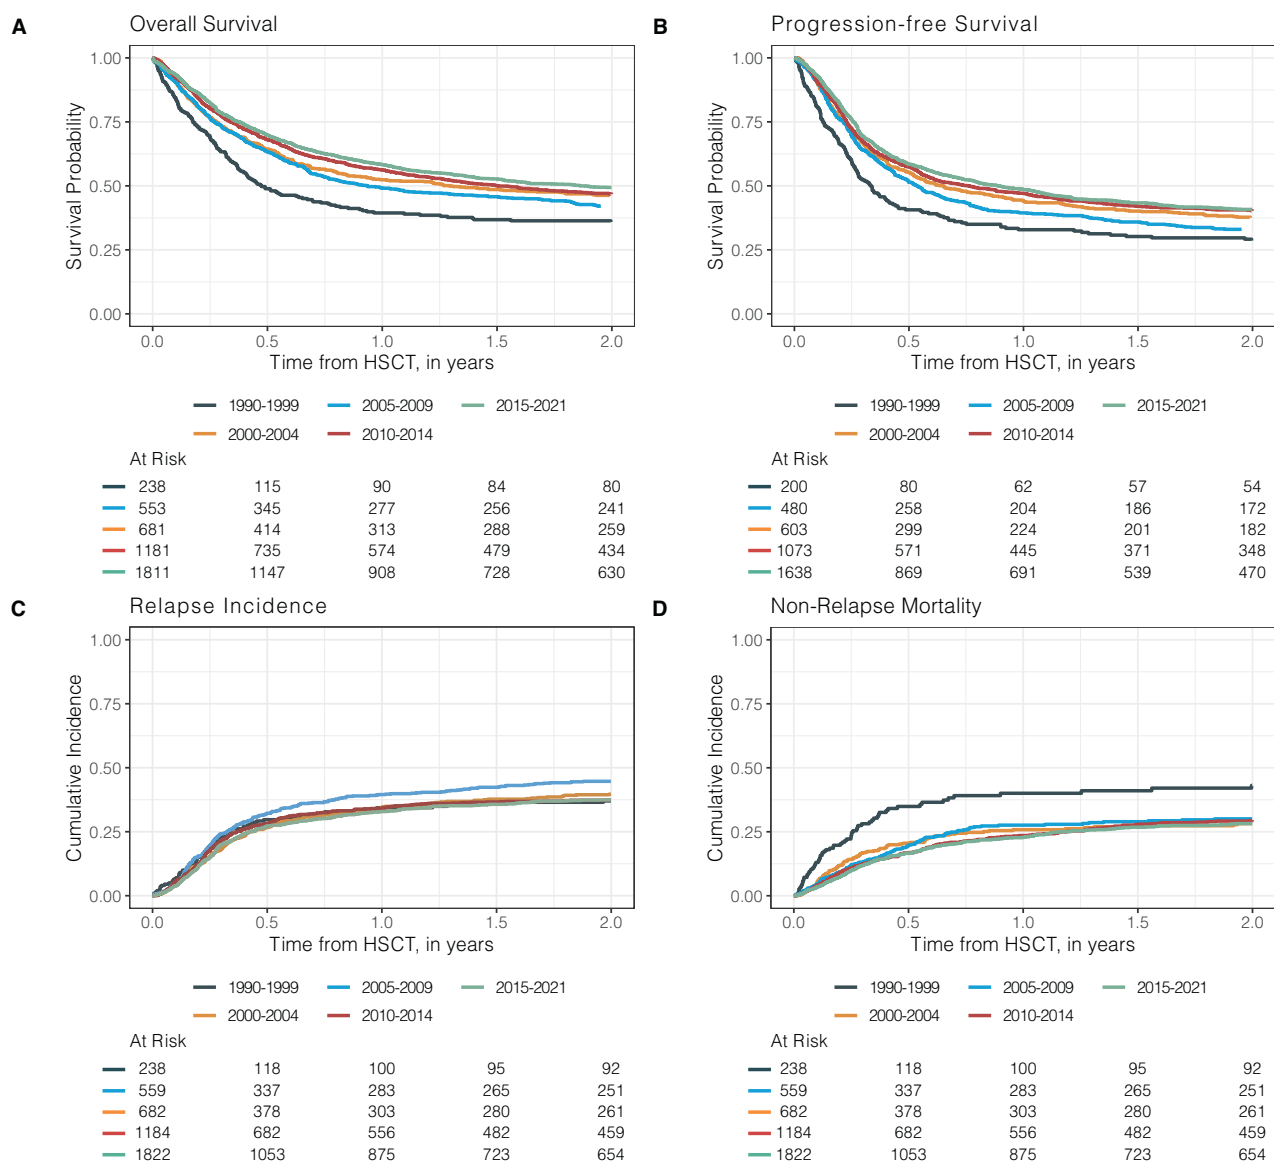 A
Overall Survival
1.00
0.75
0.50
0.25
0.00
Survival Probability
0.0 0.5 1.0 1.5 2.0
Time from HSCT, in years
1990-1999 2005-2009 2015-2021
2000-2004 2010-2014
At Risk
238 115 90 84 80
553 345 277 256 241
681 414 313 288 259
1181 735 574 479 434
1811 1147 908 728 630
B
Progression-free Survival
1.00
0.75
0.50
0.25
0.00
Survival Probability
0.0 0.5 1.0 1.5 2.0
Time from HSCT, in years
1990-1999 2005-2009 2015-2021
2000-2004 2010-2014
At Risk
200 80 62 57 54
480 258 204 186 172
603 299 224 201 182
1073 571 445 371 348
1638 869 691 539 470
C
Relapse Incidence
1.00
0.75
0.50
0.25
0.00
Cumulative Incidence
0.0 0.5 1.0 1.5 2.0
Time from HSCT, in years
1990-1999 2005-2009 2015-2021
2000-2004 2010-2014
At Risk
238 118 100 95 92
559 337 283 265 251
682 378 303 280 261
1184 682 556 482 459
1822 1053 875 723 654
D
Non-Relapse Mortality
1.00
0.75
0.50
0.25
0.00
Cumulative Incidence
0.0 0.5 1.0 1.5 2.0
Time from HSCT, in years
1990-1999 2005-2009 2015-2021
2000-2004 2010-2014
At Risk
238 118 100 95 92
559 337 283 265 251
682 378 303 280 261
1184 682 556 482 459
1822 1053 875 723 654